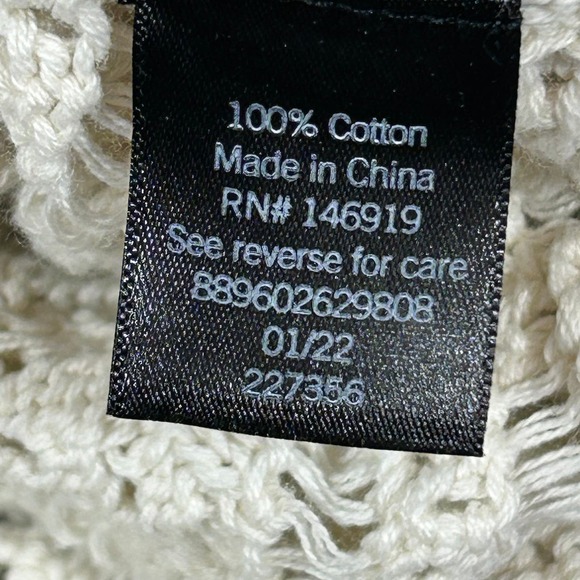 100% Cotton
Made in China
RN# 146919
See reverse for care
889602629808
01/22
227356